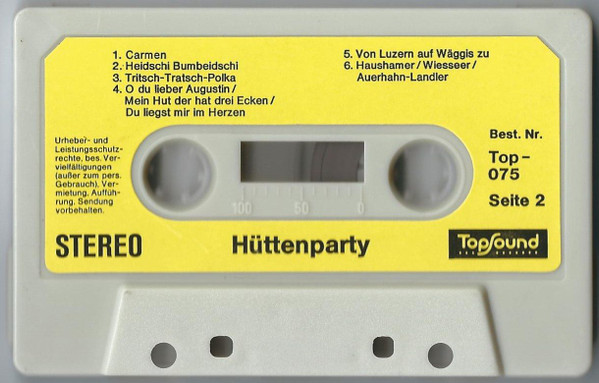 1. Carmen
2. Heidschi Bumbeidschi
3. Tritsch-Tratsch-Polka
4. O du lieber Augustin/
Mein Hut der hat drei Ecken/
Du liegst mir im Herzen
5. Von Luzern auf Wäggis zu
6. Haushamer/Wiesseer/
Auerhahn-Landler
Urheber- und
Leistungsschutz-
rechte, bes. Ver-
vielfältigungen
(außer zum pers.
Gebrauch), Ver-
mietung, Auffüh-
rung, Sendung
vorbehalten.
Best. Nr.
Top-
075
Seite 2
100 50 0
STEREO
Hüttenparty
TopSound